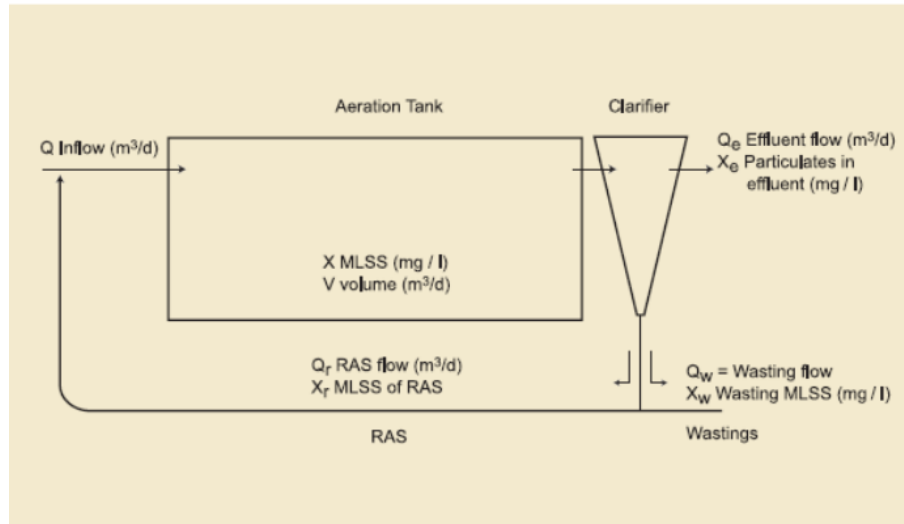 Aeration Tank
Clarifier
Q Inflow (m³/d)
Qe Effluent flow (m³/d)
Xe Particulates in
effluent (mg / l)
X MLSS (mg / l)
V volume (m³/d)
Qr RAS flow (m³/d)
Xr MLSS of RAS
Qw = Wasting flow
Xw Wasting MLSS (mg / l)
RAS
Wastings